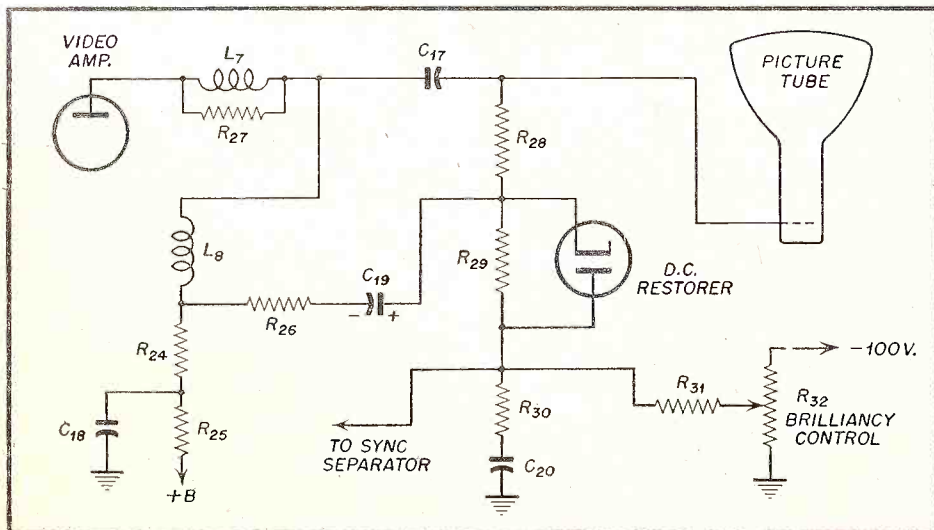 VIDEO
AMP.
L7
R27
C17
PICTURE
TUBE
R28
L8
R29
C19
- +
D.C.
RESTORER
R26
R24
-100V.
R31
R32
BRILLIANCY
CONTROL
C18
R25
R30
TO SYNC
SEPARATOR
C20
+B